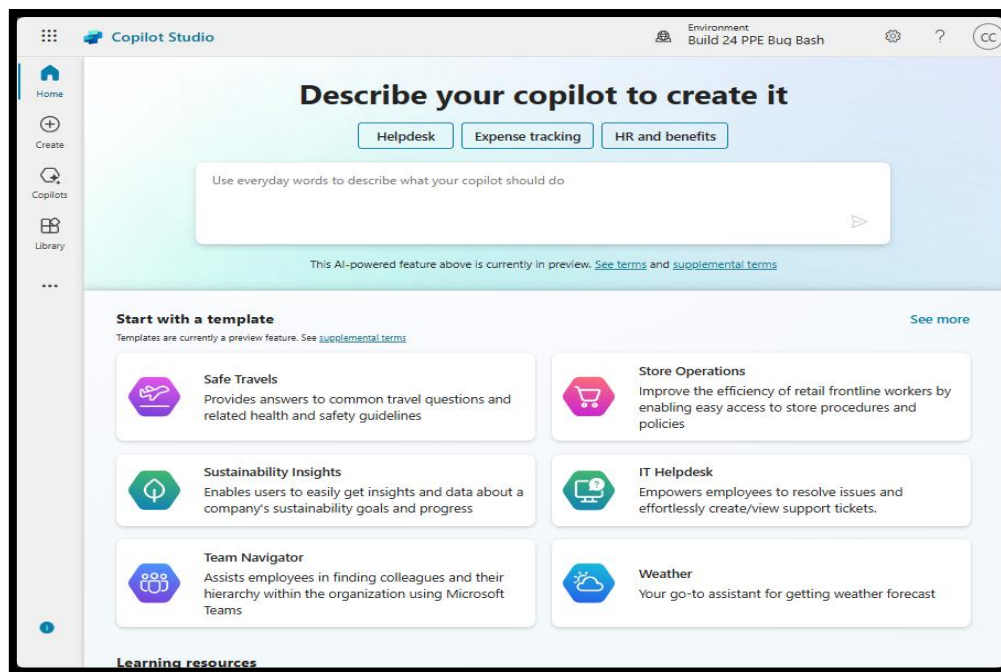 Copilot Studio
Environment
Build 24 PPE Bug Bash
?
CC
Home
Create
Copilots
Library
...
Describe your copilot to create it
Helpdesk
Expense tracking
HR and benefits
Use everyday words to describe what your copilot should do
This AI-powered feature above is currently in preview. See terms and supplemental terms
Start with a template
See more
Templates are currently a preview feature. See supplemental terms
Safe Travels
Provides answers to common travel questions and
related health and safety guidelines
Store Operations
Improve the efficiency of retail frontline workers by
enabling easy access to store procedures and
policies
Sustainability Insights
Enables users to easily get insights and data about a
company's sustainability goals and progress
IT Helpdesk
Empowers employees to resolve issues and
effortlessly create/view support tickets.
Team Navigator
Assists employees in finding colleagues and their
hierarchy within the organization using Microsoft
Teams
Weather
Your go-to assistant for getting weather forecast
Learning resources